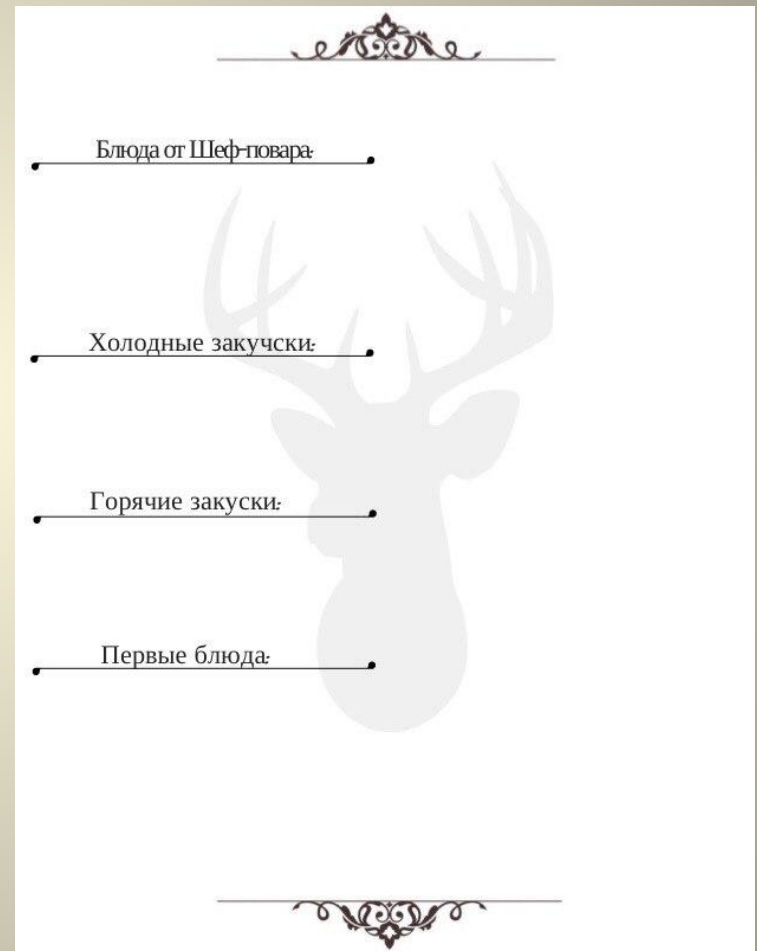 Блюда от Шеф-повара:
Холодные закучски:
Горячие закуски:
Первые блюда: